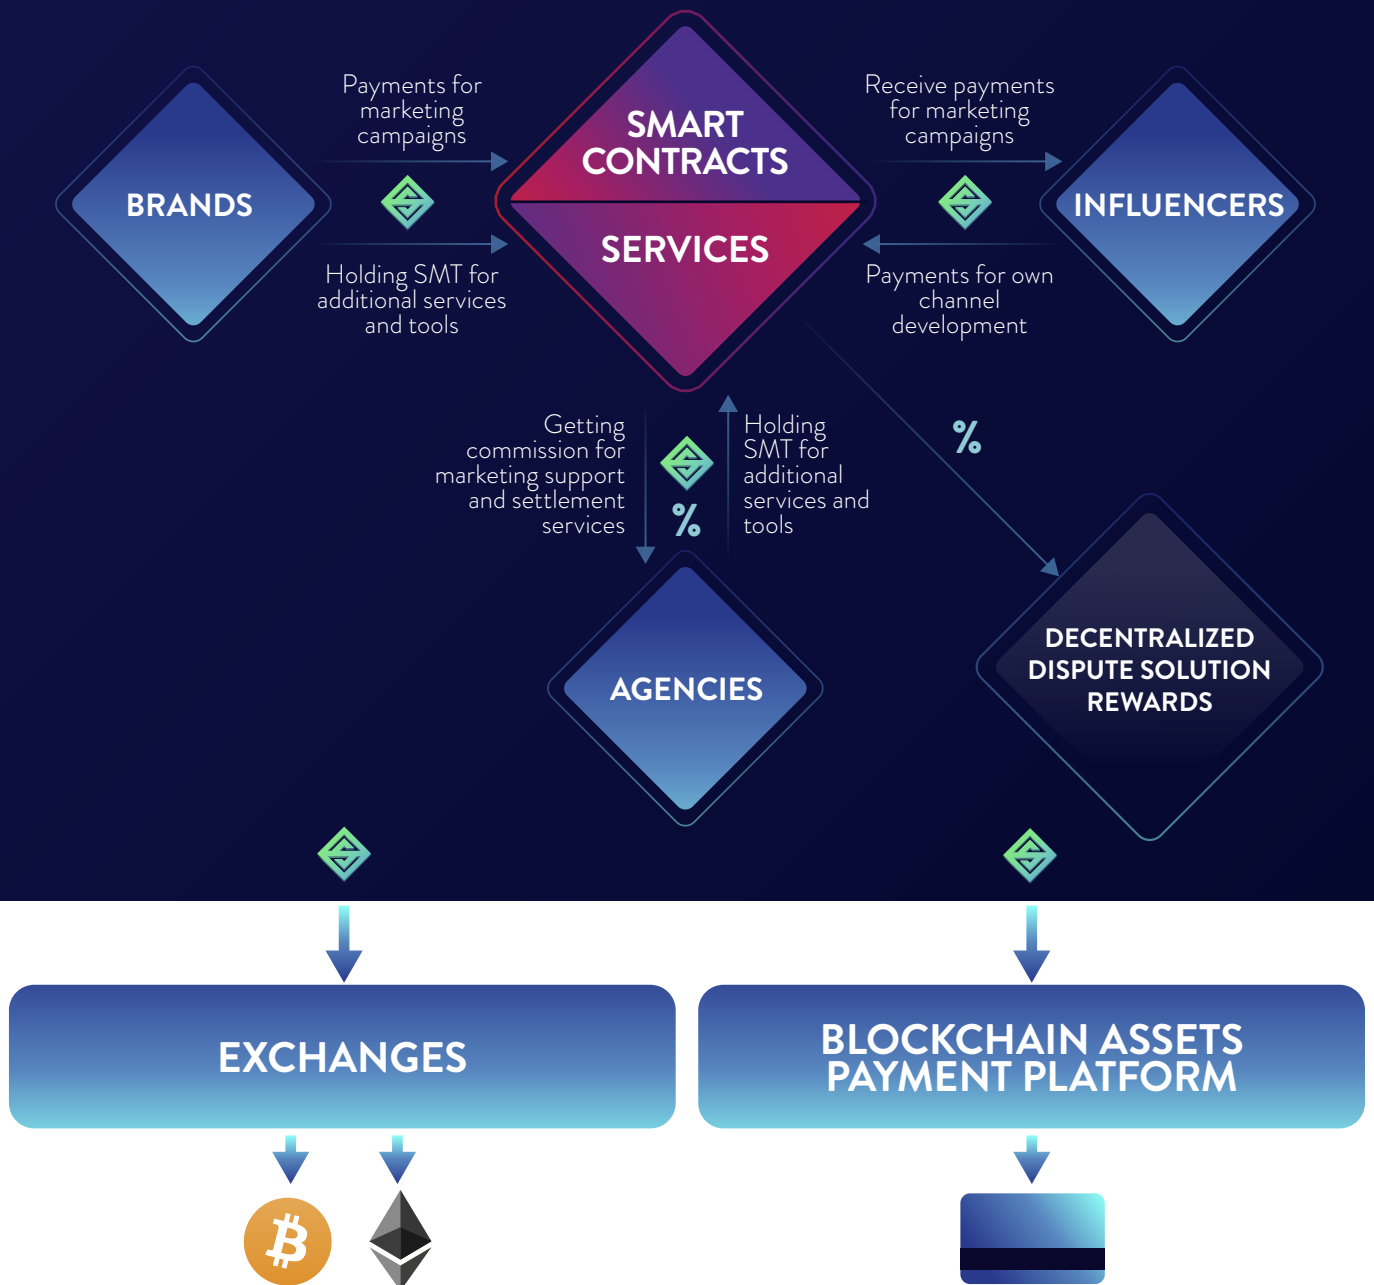 Payments for
marketing
campaigns
SMART
CONTRACTS
Receive payments
for marketing
campaigns
BRANDS
INFLUENCERS
SERVICES
Holding SMT for
additional services
and tools
Payments for own
channel
development
Getting
commission for
marketing support
and settlement
services
%
Holding
SMT for
additional
services and
tools
%
AGENCIES
DECENTRALIZED
DISPUTE SOLUTION
REWARDS
EXCHANGES
BLOCKCHAIN ASSETS
PAYMENT PLATFORM